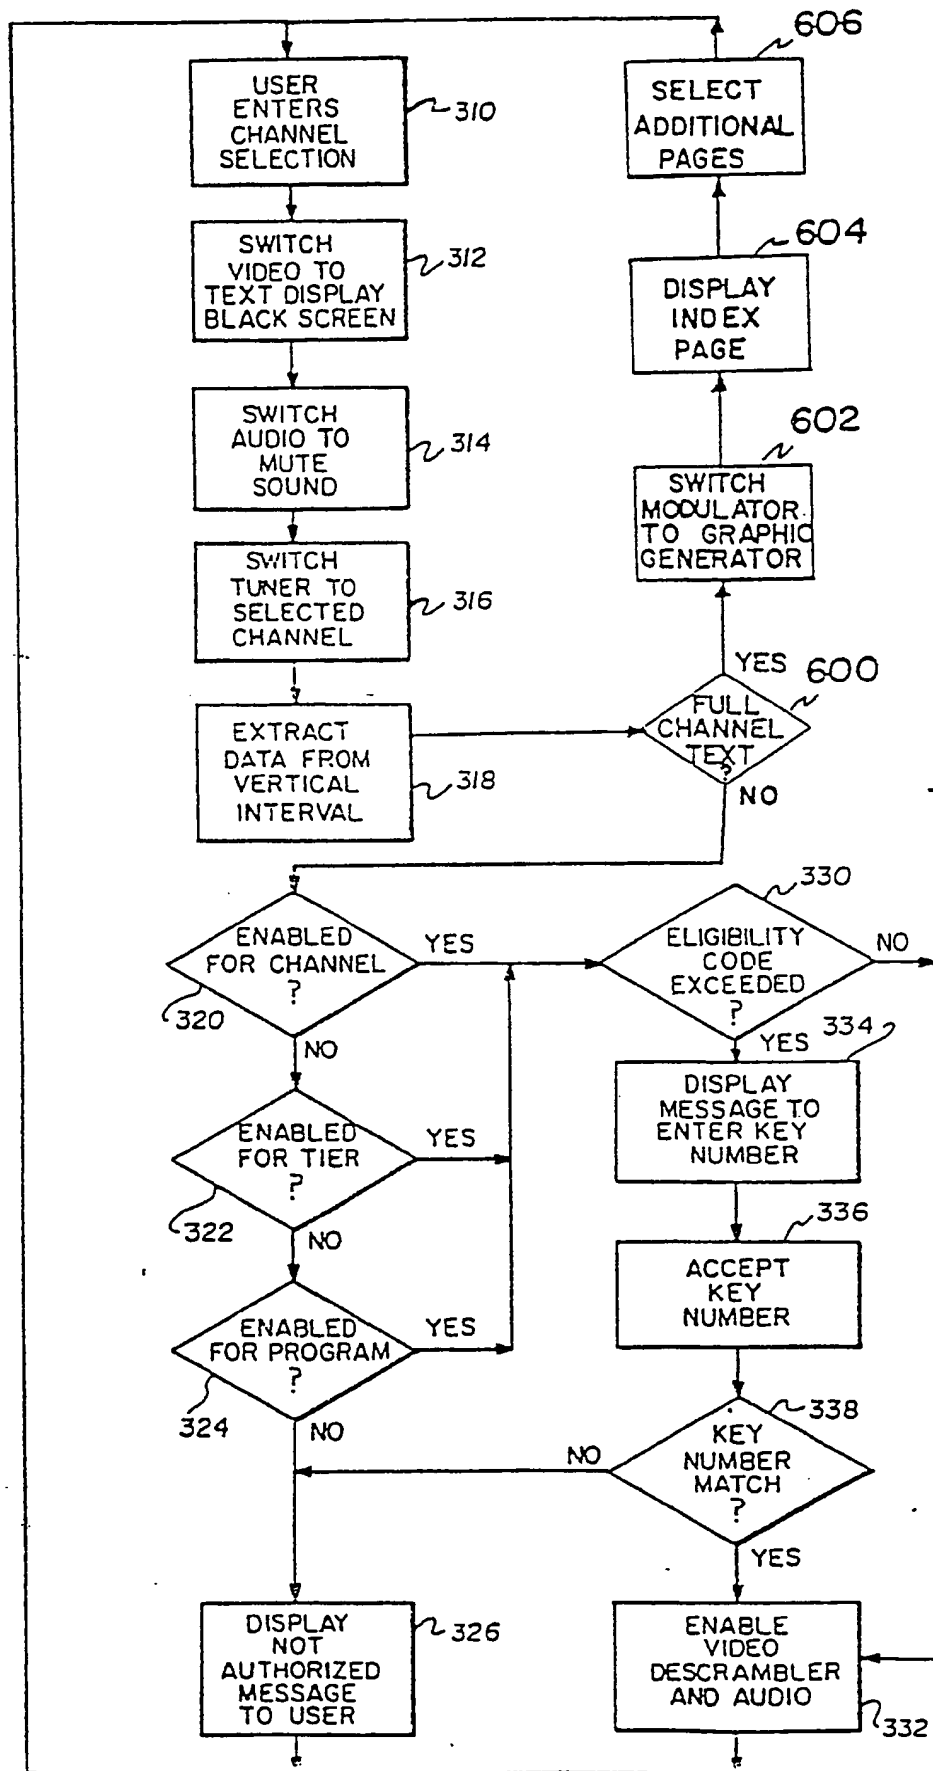 USER
ENTERS
CHANNEL
SELECTION
310
SWITCH
VIDEO TO
TEXT DISPLAY
BLACK SCREEN
312
SWITCH
AUDIO TO
MUTE
SOUND
314
SWITCH
TUNER TO
SELECTED
CHANNEL
316
EXTRACT
DATA FROM
VERTICAL
INTERVAL
318
606
SELECT
ADDITIONAL
PAGES
604
DISPLAY
INDEX
PAGE
602
SWITCH
MODULATOR
TO GRAPHIC
GENERATOR
YES
600
FULL
CHANNEL
TEXT
?
NO
ENABLED
FOR CHANNEL
?
320
YES
NO
ENABLED
FOR TIER
?
322
YES
NO
ENABLED
FOR PROGRAM
?
324
YES
NO
DISPLAY
NOT
AUTHORIZED
MESSAGE
TO USER
326
330
ELIGIBILITY
CODE
EXCEEDED
?
NO
YES
334
DISPLAY
MESSAGE TO
ENTER KEY
NUMBER
336
ACCEPT
KEY
NUMBER
338
KEY
NUMBER
MATCH
?
NO
YES
ENABLE
VIDEO
DESCRAMBLER
AND AUDIO
332